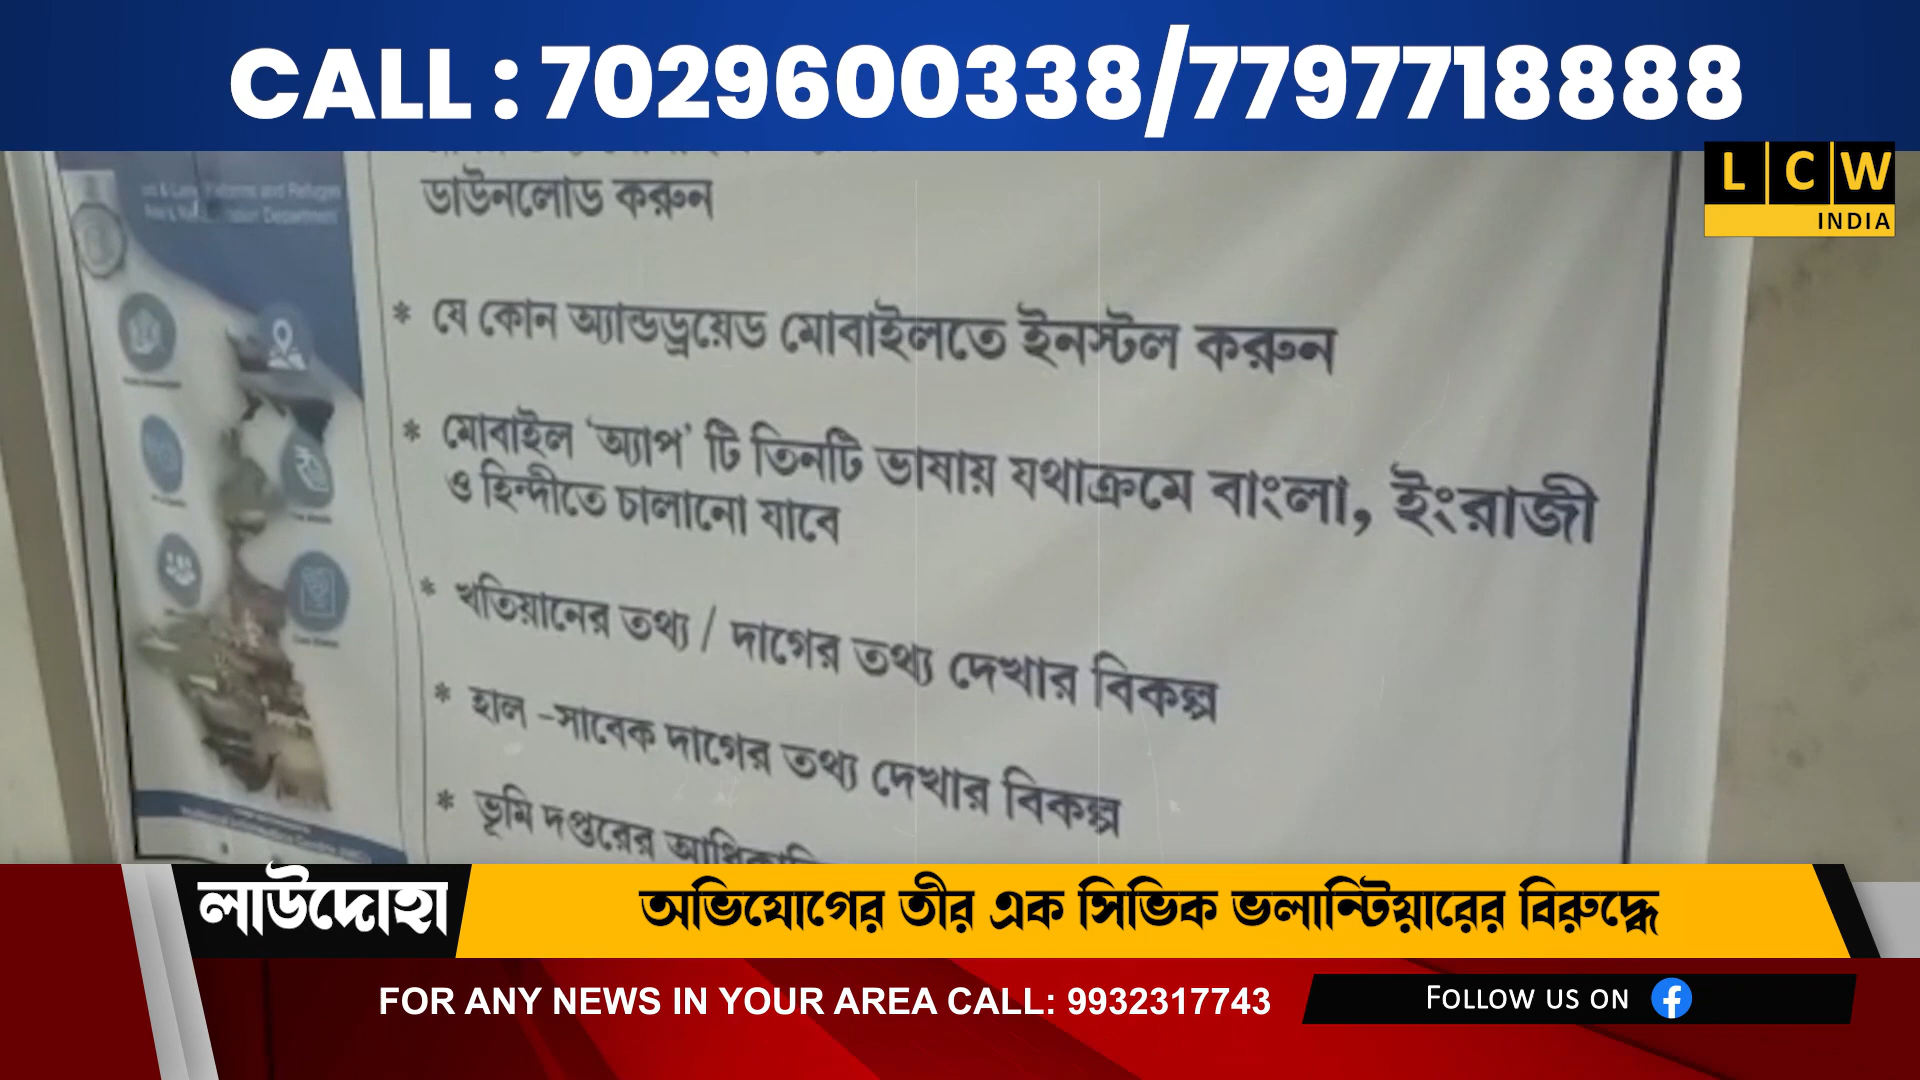 CALL : 7029600338/7797718888
L C W
INDIA
ডাউনলোড করুন
* যে কোন অ্যান্ডড্রয়েড মোবাইলতে ইনস্টল করুন
* মোবাইল 'অ্যাপ' টি তিনটি ভাষায় যথাক্রমে বাংলা, ইংরাজী
ও হিন্দীতে চালানো যাবে
* খতিয়ানের তথ্য / দাগের তথ্য দেখার বিকল্প
* হাল -সাবেক দাগের তথ্য দেখার বিকল্প
* ভূমি দপ্তরের
লাউদোহা
অভিযোগের তীর এক সিভিক ভলান্টিয়ারের বিরুদ্ধে
FOR ANY NEWS IN YOUR AREA CALL: 9932317743
FOLLOW US ON